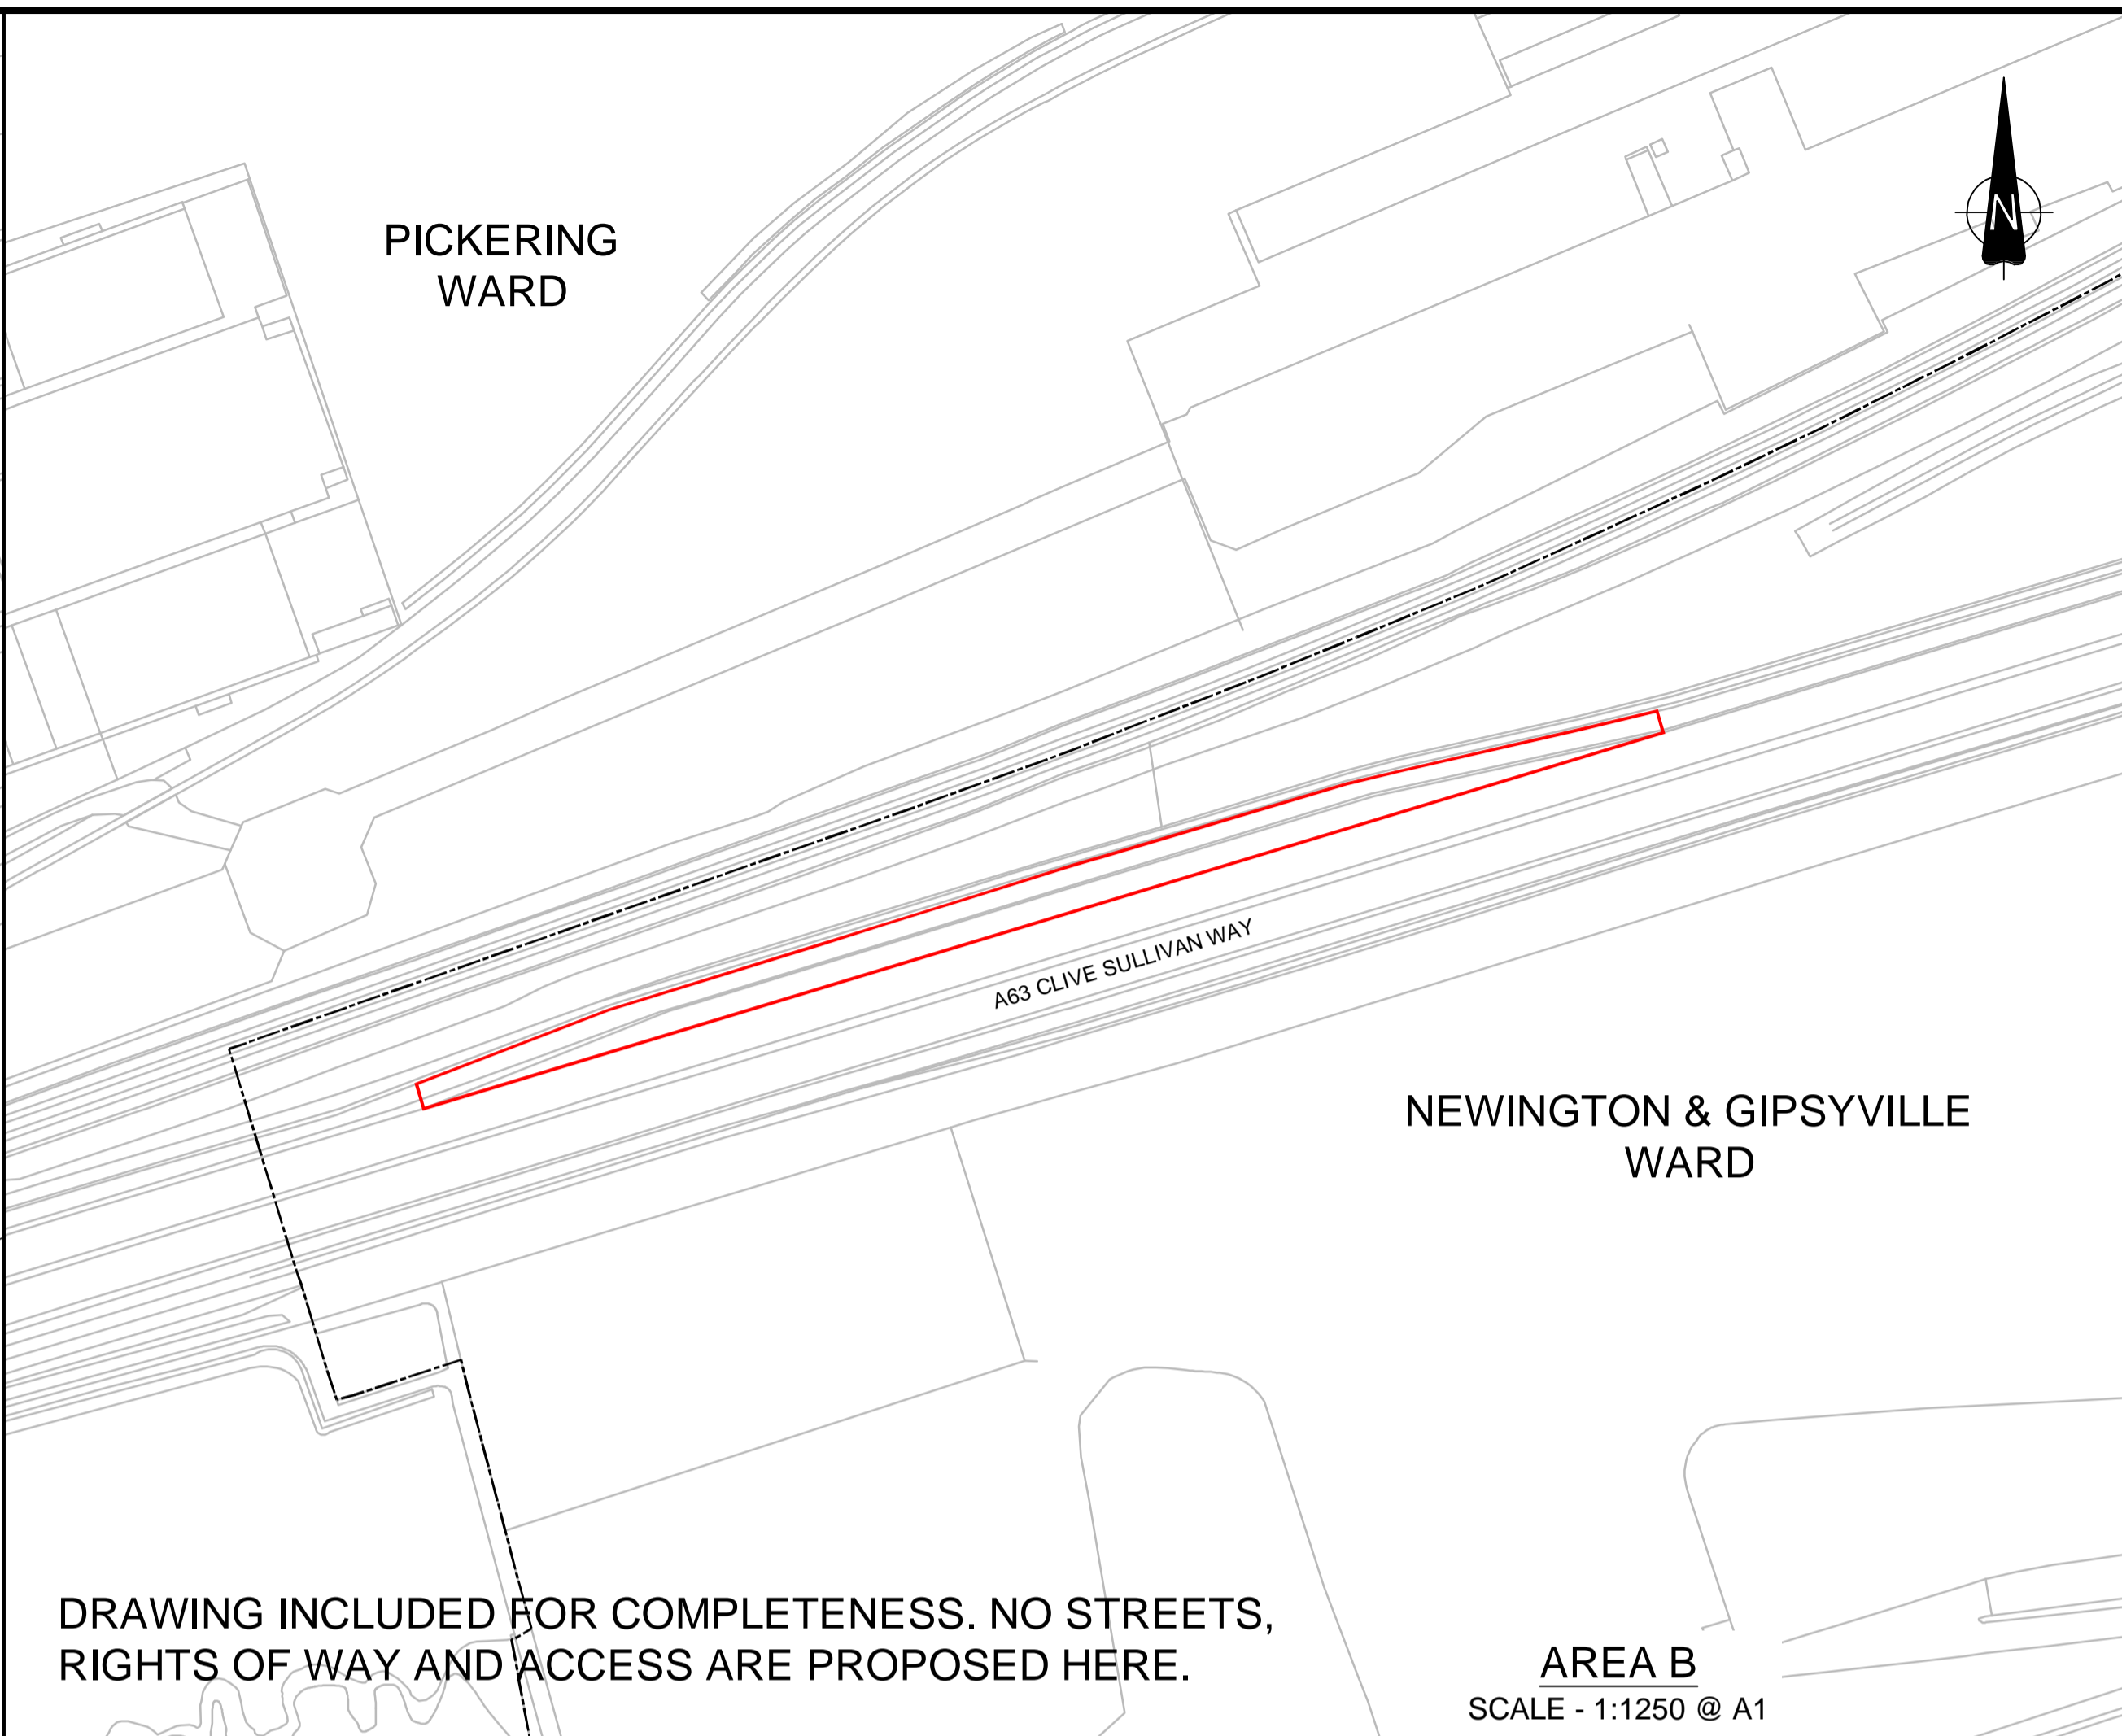 PICKERING
WARD
N
A63 CLIVE SULLIVAN WAY
NEWINGTON & GIPSYVILLE
WARD
DRAWING INCLUDED FOR COMPLETENESS. NO STREETS,
RIGHTS OF WAY AND ACCESS ARE PROPOSED HERE.
AREA B
SCALE - 1:1250 @ A1